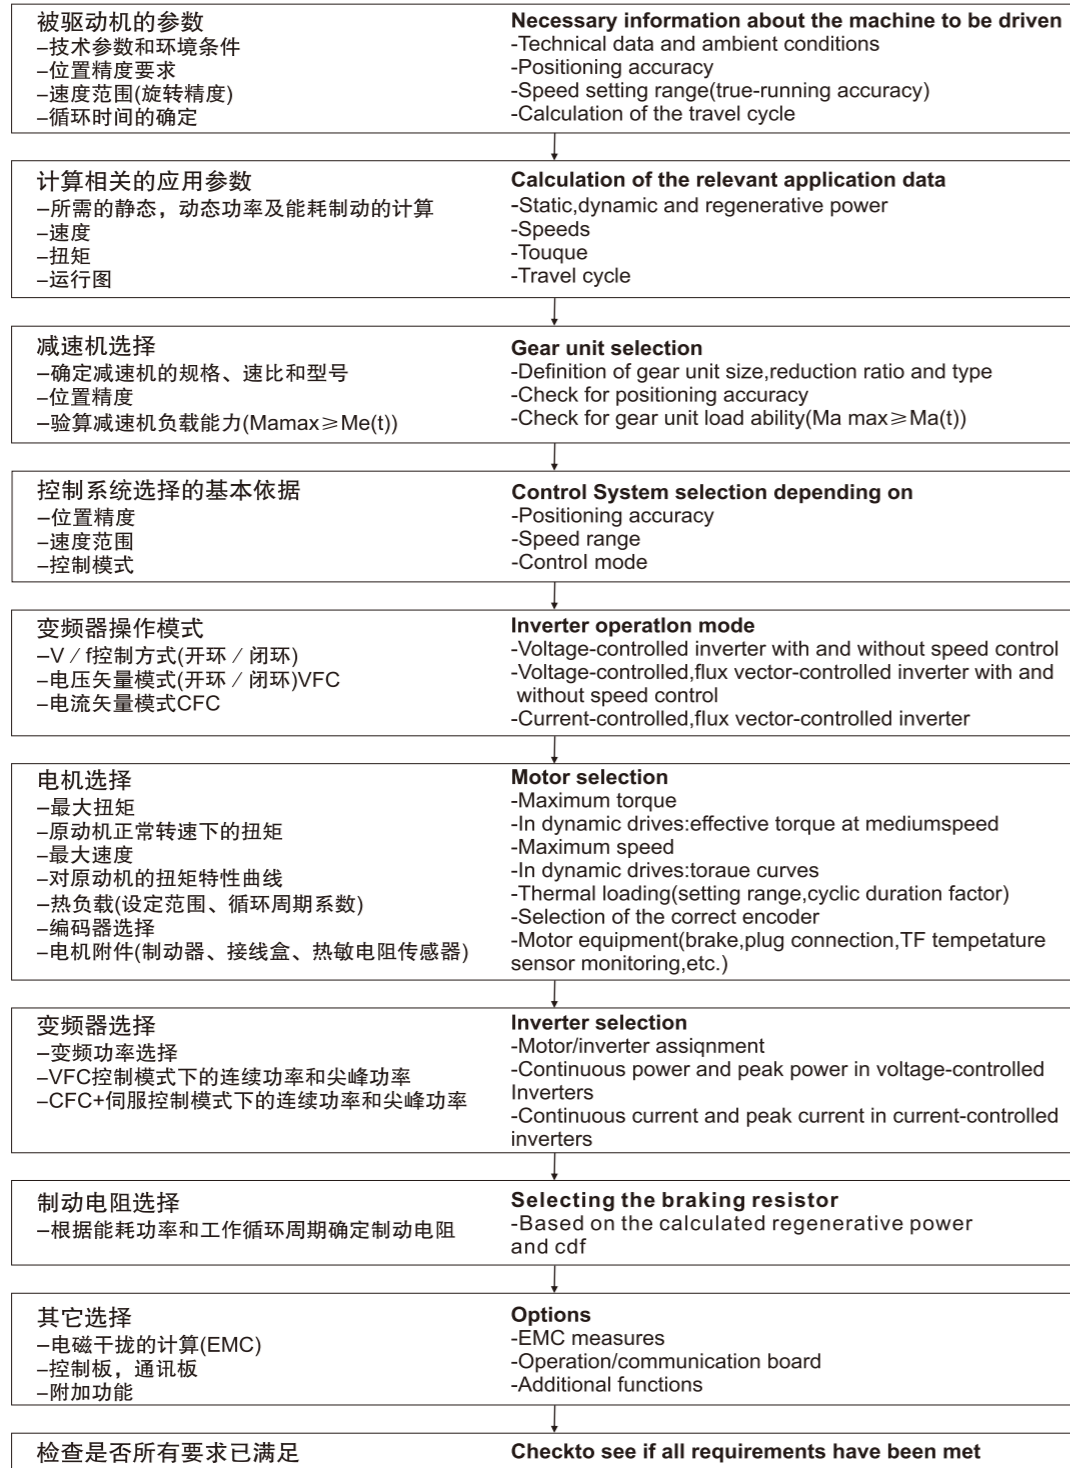 被驱动机的参数
–技术参数和环境条件
–位置精度要求
–速度范围(旋转精度)
–循环时间的确定
Necessary information about the machine to be driven
-Technical data and ambient conditions
-Positioning accuracy
-Speed setting range(true-running accuracy)
-Calculation of the travel cycle
计算相关的应用参数
–所需的静态，动态功率及能耗制动的计算
–速度
–扭矩
–运行图
Calculation of the relevant application data
-Static,dynamic and regenerative power
-Speeds
-Touque
-Travel cycle
减速机选择
–确定减速机的规格、速比和型号
–位置精度
–验算减速机负载能力(Mamax≥Me(t))
Gear unit selection
-Definition of gear unit size,reduction ratio and type
-Check for positioning accuracy
-Check for gear unit load ability(Ma max≥Ma(t))
控制系统选择的基本依据
–位置精度
–速度范围
–控制模式
Control System selection depending on
-Positioning accuracy
-Speed range
-Control mode
变频器操作模式
–V／f控制方式(开环／闭环)
–电压矢量模式(开环／闭环)VFC
–电流矢量模式CFC
Inverter operatlon mode
-Voltage-controlled inverter with and without speed control
-Voltage-controlled,flux vector-controlled inverter with and
without speed control
-Current-controlled,flux vector-controlled inverter
电机选择
–最大扭矩
–原动机正常转速下的扭矩
–最大速度
–对原动机的扭矩特性曲线
–热负载(设定范围、循环周期系数)
–编码器选择
–电机附件(制动器、接线盒、热敏电阻传感器)
Motor selection
-Maximum torque
-In dynamic drives:effective torque at mediumspeed
-Maximum speed
-In dynamic drives:toraue curves
-Thermal loading(setting range,cyclic duration factor)
-Selection of the correct encoder
-Motor equipment(brake,plug connection,TF tempetature
sensor monitoring,etc.)
变频器选择
–变频功率选择
–VFC控制模式下的连续功率和尖峰功率
–CFC+伺服控制模式下的连续功率和尖峰功率
Inverter selection
-Motor/inverter assiqnment
-Continuous power and peak power in voltage-controlled
Inverters
-Continuous current and peak current in current-controlled
inverters
制动电阻选择
–根据能耗功率和工作循环周期确定制动电阻
Selecting the braking resistor
-Based on the calculated regenerative power
and cdf
其它选择
–电磁干拢的计算(EMC)
–控制板，通讯板
–附加功能
Options
-EMC measures
-Operation/communication board
-Additional functions
检查是否所有要求已满足
Checkto see if all requirements have been met